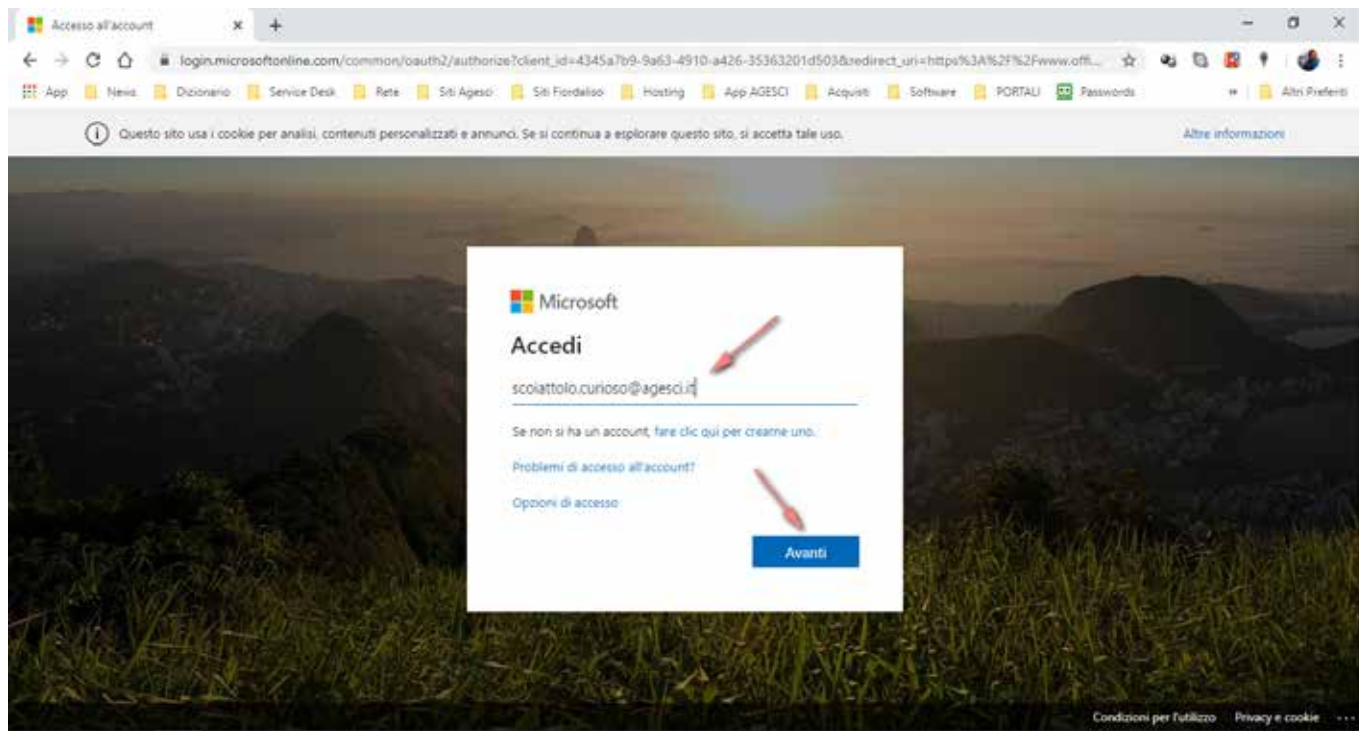 Accesso all'account
login.microsoftonline.com/common/oauth2/authorize?client_id=4345a7b9-9a63-4910-a426-35363201d503&redirect_uri=https%3A%2F%2Fwww.offi...
App News Dizionario Service Desk Rete Siti Agesci Siti Fiordaliso Hosting App AGESCI Acquisti Software PORTALI Passwords » Altri Preferiti
Questo sito usa i cookie per analisi, contenuti personalizzati e annunci. Se si continua a esplorare questo sito, si accetta tale uso. Altre informazioni
Microsoft
Accedi
scoiattolo.curioso@agesci.it
Se non si ha un account, fare clic qui per crearne uno.
Problemi di accesso all'account?
Opzioni di accesso
Avanti
Condizioni per l'utilizzo Privacy e cookie ...